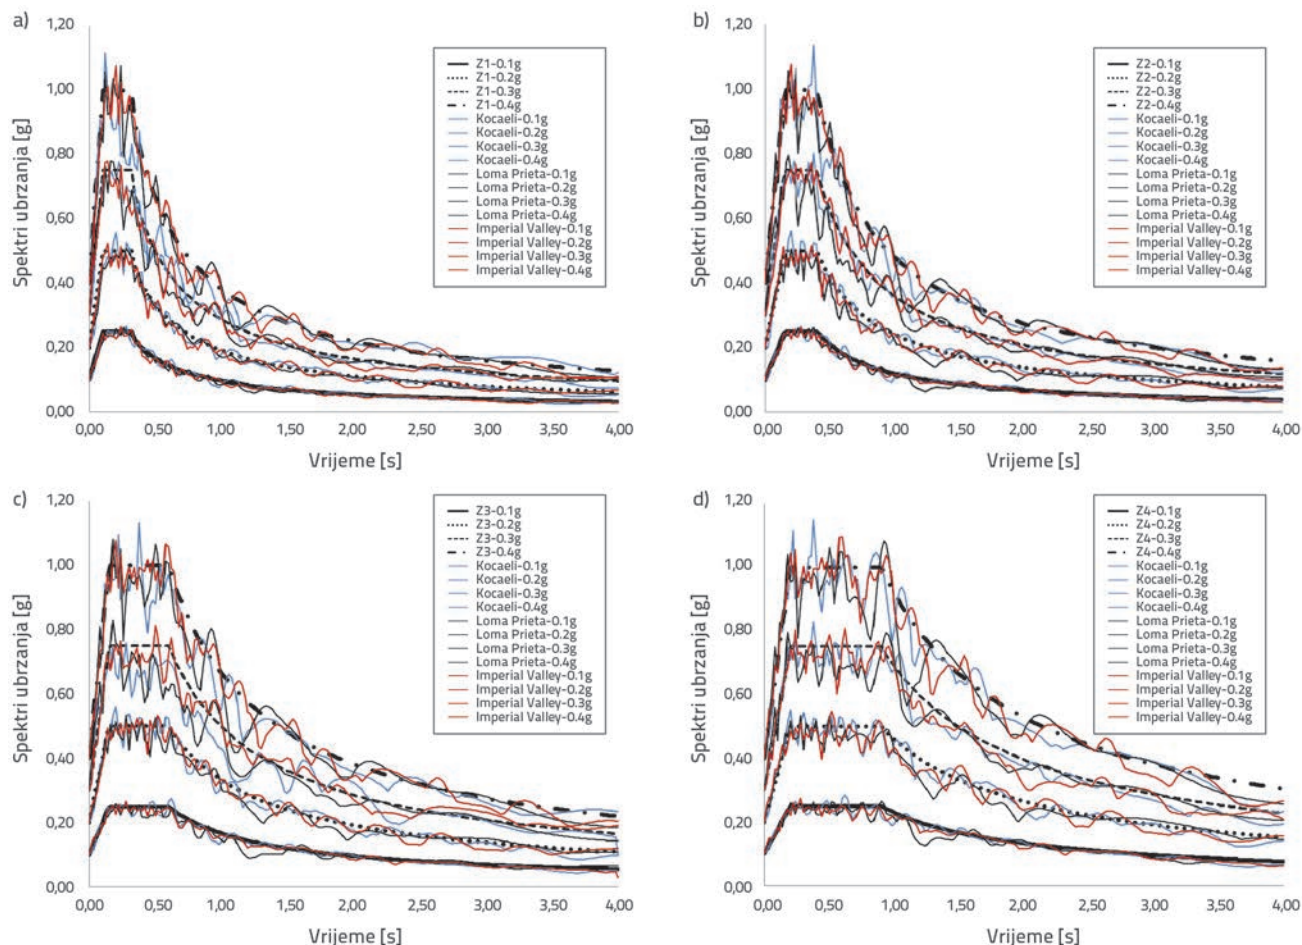 a)
1,20
1,00
0,80
0,60
0,40
0,20
0,00
Spektri ubrzanja [g]
0,00 0,50 1,00 1,50 2,00 2,50 3,00 3,50 4,00
Vrijeme [s]
Z1-0.1g
Z1-0.2g
Z1-0.3g
Z1-0.4g
Kocaeli-0.1g
Kocaeli-0.2g
Kocaeli-0.3g
Kocaeli-0.4g
Loma Prieta-0.1g
Loma Prieta-0.2g
Loma Prieta-0.3g
Loma Prieta-0.4g
Imperial Valley-0.1g
Imperial Valley-0.2g
Imperial Valley-0.3g
Imperial Valley-0.4g
b)
1,20
1,00
0,80
0,60
0,40
0,20
0,00
Spektri ubrzanja [g]
0,00 0,50 1,00 1,50 2,00 2,50 3,00 3,50 4,00
Vrijeme [s]
Z2-0.1g
Z2-0.2g
Z2-0.3g
Z2-0.4g
Kocaeli-0.1g
Kocaeli-0.2g
Kocaeli-0.3g
Kocaeli-0.4g
Loma Prieta-0.1g
Loma Prieta-0.2g
Loma Prieta-0.3g
Loma Prieta-0.4g
Imperial Valley-0.1g
Imperial Valley-0.2g
Imperial Valley-0.3g
Imperial Valley-0.4g
c)
1,20
1,00
0,80
0,60
0,40
0,20
0,00
Spektri ubrzanja [g]
0,00 0,50 1,00 1,50 2,00 2,50 3,00 3,50 4,00
Vrijeme [s]
Z3-0.1g
Z3-0.2g
Z3-0.3g
Z3-0.4g
Kocaeli-0.1g
Kocaeli-0.2g
Kocaeli-0.3g
Kocaeli-0.4g
Loma Prieta-0.1g
Loma Prieta-0.2g
Loma Prieta-0.3g
Loma Prieta-0.4g
Imperial Valley-0.1g
Imperial Valley-0.2g
Imperial Valley-0.3g
Imperial Valley-0.4g
d)
1,20
1,00
0,80
0,60
0,40
0,20
0,00
Spektri ubrzanja [g]
0,00 0,50 1,00 1,50 2,00 2,50 3,00 3,50 4,00
Vrijeme [s]
Z4-0.1g
Z4-0.2g
Z4-0.3g
Z4-0.4g
Kocaeli-0.1g
Kocaeli-0.2g
Kocaeli-0.3g
Kocaeli-0.4g
Loma Prieta-0.1g
Loma Prieta-0.2g
Loma Prieta-0.3g
Loma Prieta-0.4g
Imperial Valley-0.1g
Imperial Valley-0.2g
Imperial Valley-0.3g
Imperial Valley-0.4g